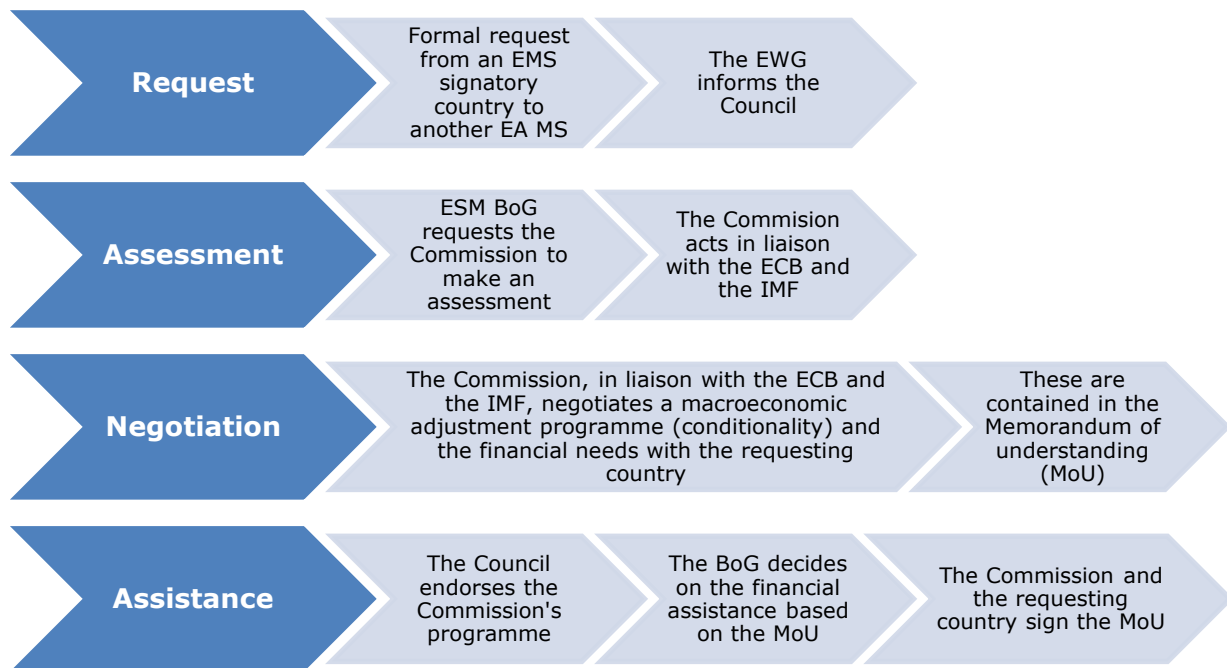 Request
Formal request
from an EMS
signatory
country to
another EA MS
The EWG
informs the
Council
Assessment
ESM BoG
requests the
Commission to
make an
assessment
The Commision
acts in liaison
with the ECB and
the IMF
Negotiation
The Commission, in liaison with the ECB and
the IMF, negotiates a macroeconomic
adjustment programme (conditionality) and
the financial needs with the requesting
country
These are
contained in the
Memorandum of
understanding
(MoU)
Assistance
The Council
endorses the
Commission's
programme
The BoG decides
on the financial
assistance based
on the MoU
The Commission and
the requesting
country sign the MoU